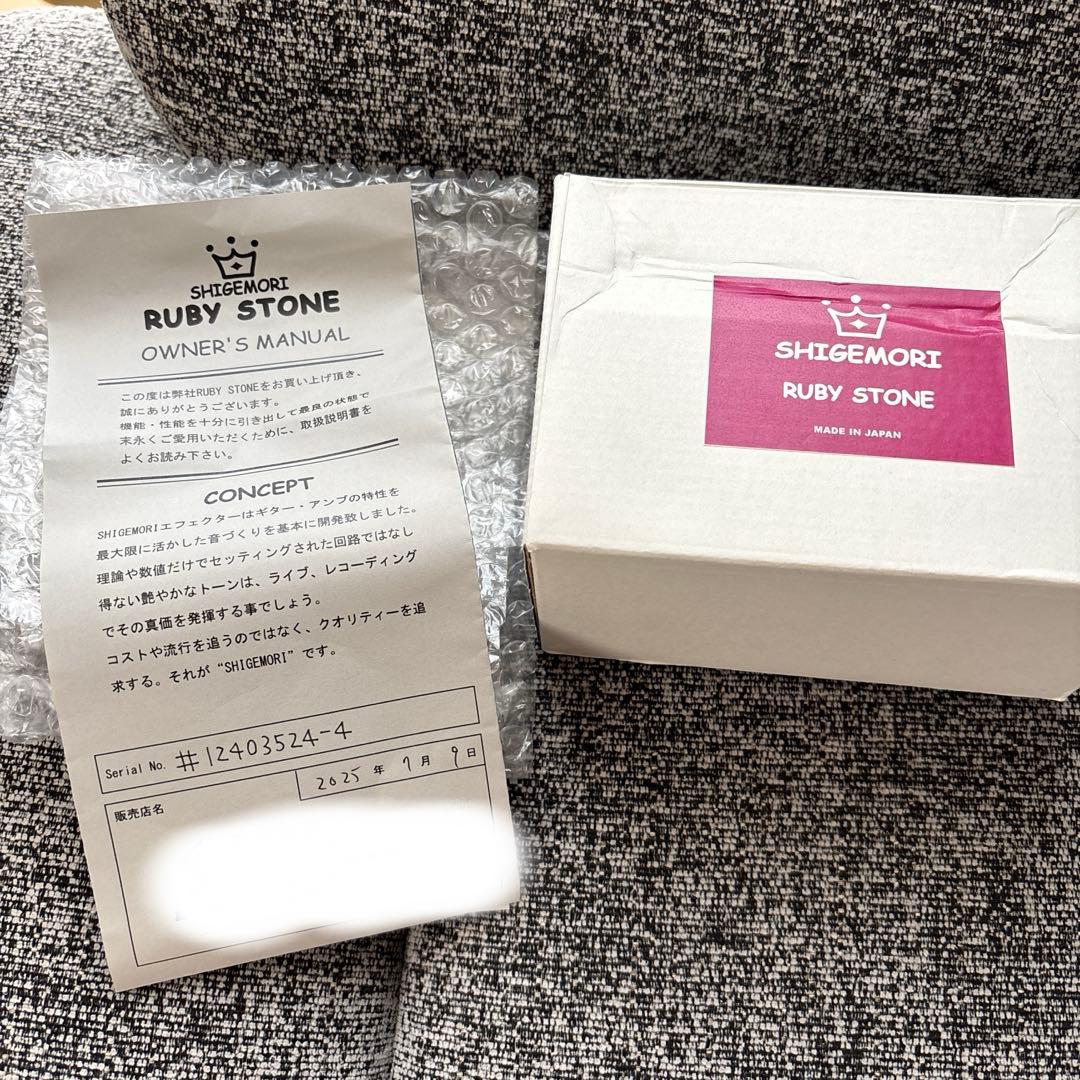 SHIGEMORI
RUBY STONE
OWNER'S MANUAL
この度は弊社RUBY STONEをお買い上げ頂き、
誠にありがとうございます。
機能・性能を十分に引き出して最良の状態で
末永くご愛用いただくために、取扱説明書を
よくお読み下さい。
CONCEPT
SHIGEMORIエフェクターはギター・アンプの特性を
最大限に活かした音づくりを基本に開発致しました。
理論や数値だけでセッティングされた回路ではなし
得ない艶やかなトーンは、ライブ、レコーディング
でその真価を発揮する事でしょう。
コストや流行を追うのではなく、クオリティーを追
求する。それが“SHIGEMORI”です。
Serial No. #12403524-4
2025 年 7 月 9 日
販売店名
SHIGEMORI
RUBY STONE
MADE IN JAPAN